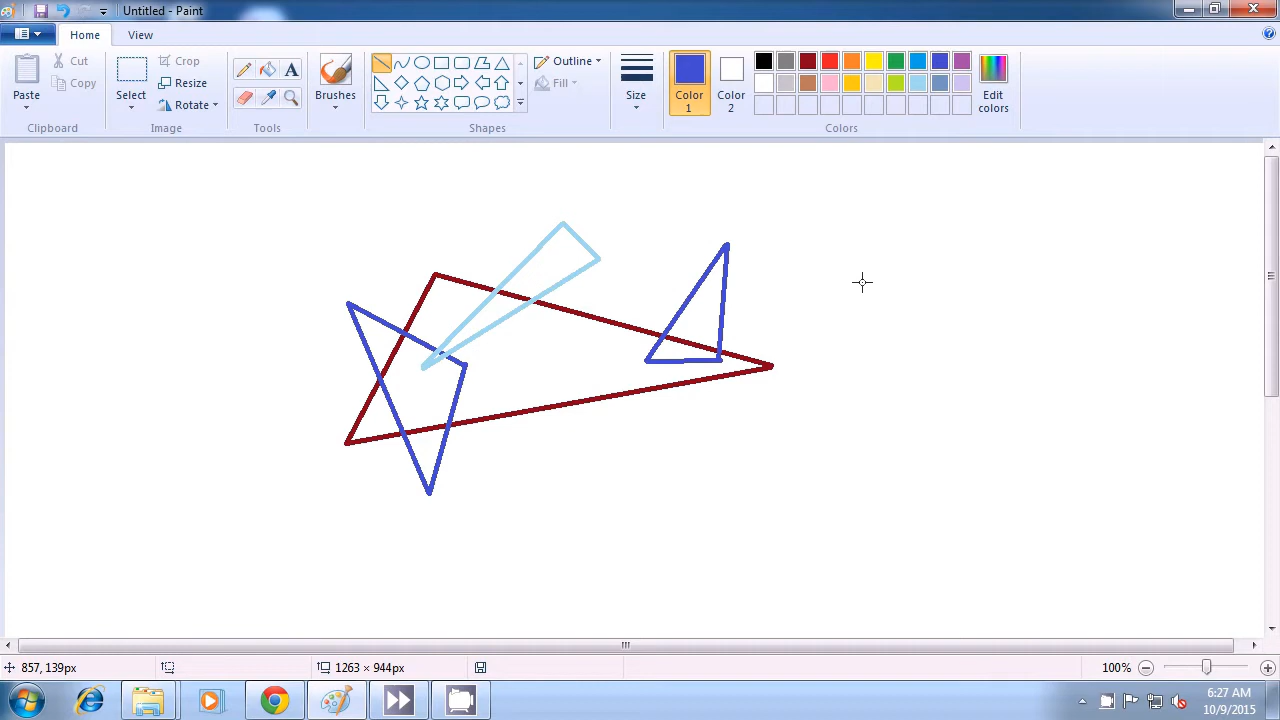 Untitled - Paint
Home View
Paste
Cut
Copy
Clipboard
Select
Crop
Resize
Rotate
Image
A
Tools
Brushes
Outline
Fill
Shapes
Size
Color 1
Color 2
Edit colors
Colors
857, 139px
1263 × 944px
100%
6:27 AM
10/9/2015